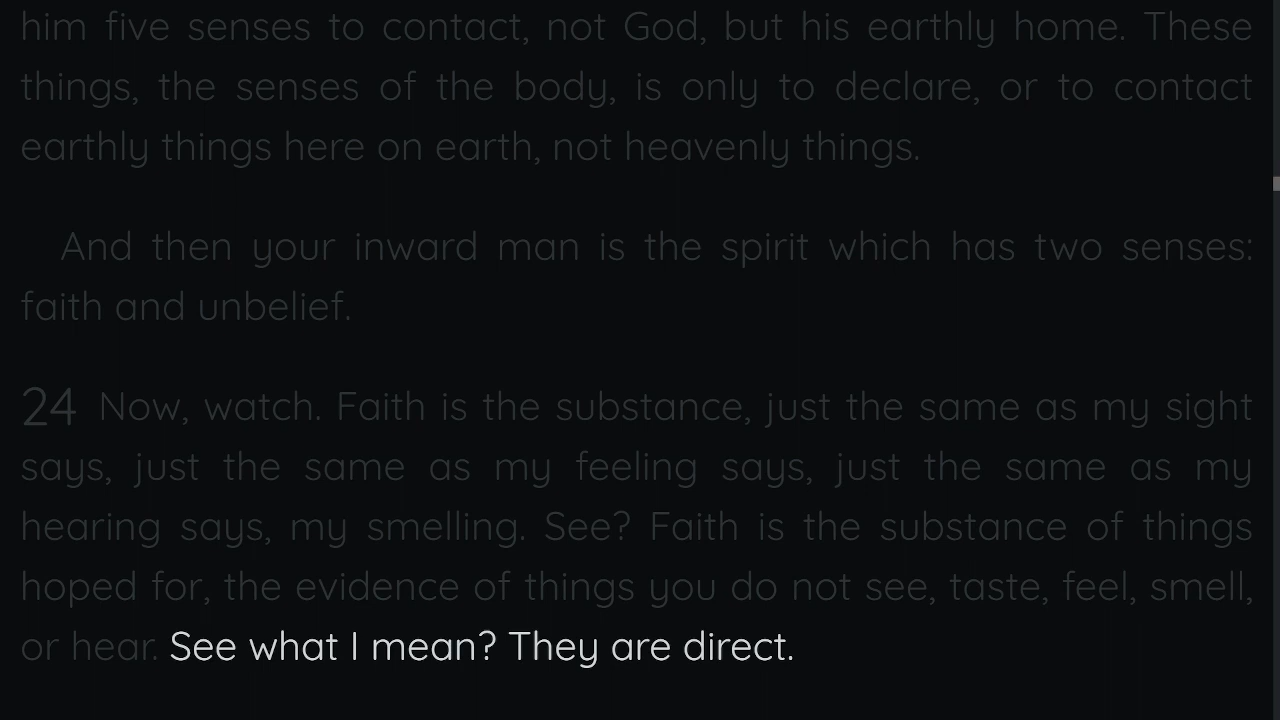 him five senses to contact, not God, but his earthly home. These
things, the senses of the body, is only to declare, or to contact
earthly things here on earth, not heavenly things.
And then your inward man is the spirit which has two senses:
faith and unbelief.
24 Now, watch. Faith is the substance, just the same as my sight
says, just the same as my feeling says, just the same as my
hearing says, my smelling. See? Faith is the substance of things
hoped for, the evidence of things you do not see, taste, feel, smell,
or hear. See what I mean? They are direct.